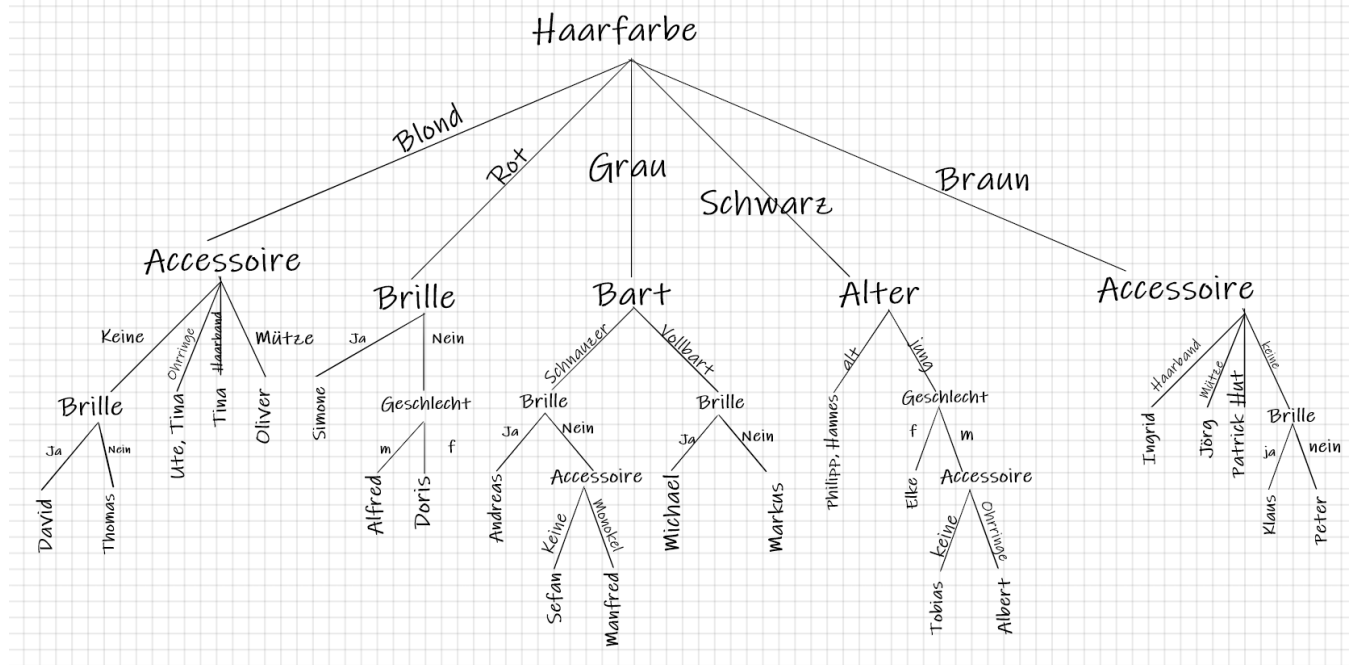 Haarfarbe
Blond
Rot
Grau
Schwarz
Braun
Accessoire
Brille
Bart
Alter
Accessoire
Keine
Ohrringe
Haarband
Mütze
Ja
Nein
Schnauzer
Vollbart
alt
jung
Haarband
Mütze
Hut
keine
Brille
Ute, Tina
Tina
Oliver
Simone
Geschlecht
Brille
Brille
Philipp, Hannes
Geschlecht
Ingrid
Jörg
Patrick
Brille
Ja
Nein
m
f
Ja
Nein
Ja
Nein
f
m
ja
nein
David
Thomas
Alfred
Doris
Andreas
Accessoire
Michael
Markus
Elke
Accessoire
Klaus
Peter
Keine
Monokel
keine
Ohrringe
Sefan
Manfred
Tobias
Albert